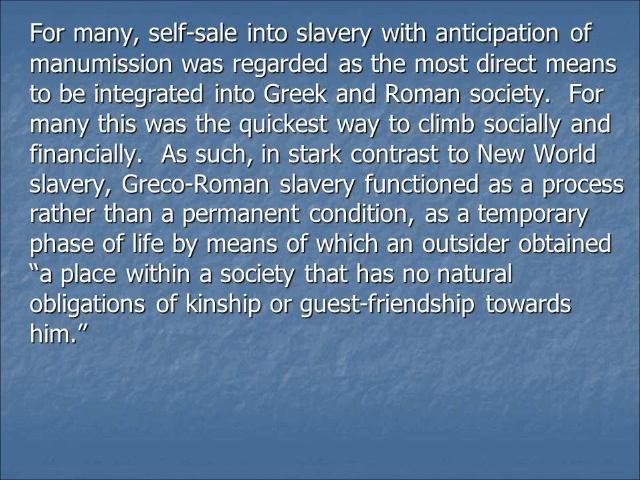 For many, self-sale into slavery with anticipation of
manumission was regarded as the most direct means
to be integrated into Greek and Roman society.  For
many this was the quickest way to climb socially and
financially.  As such, in stark contrast to New World
slavery, Greco-Roman slavery functioned as a process
rather than a permanent condition, as a temporary
phase of life by means of which an outsider obtained
“a place within a society that has no natural
obligations of kinship or guest-friendship towards
him.”